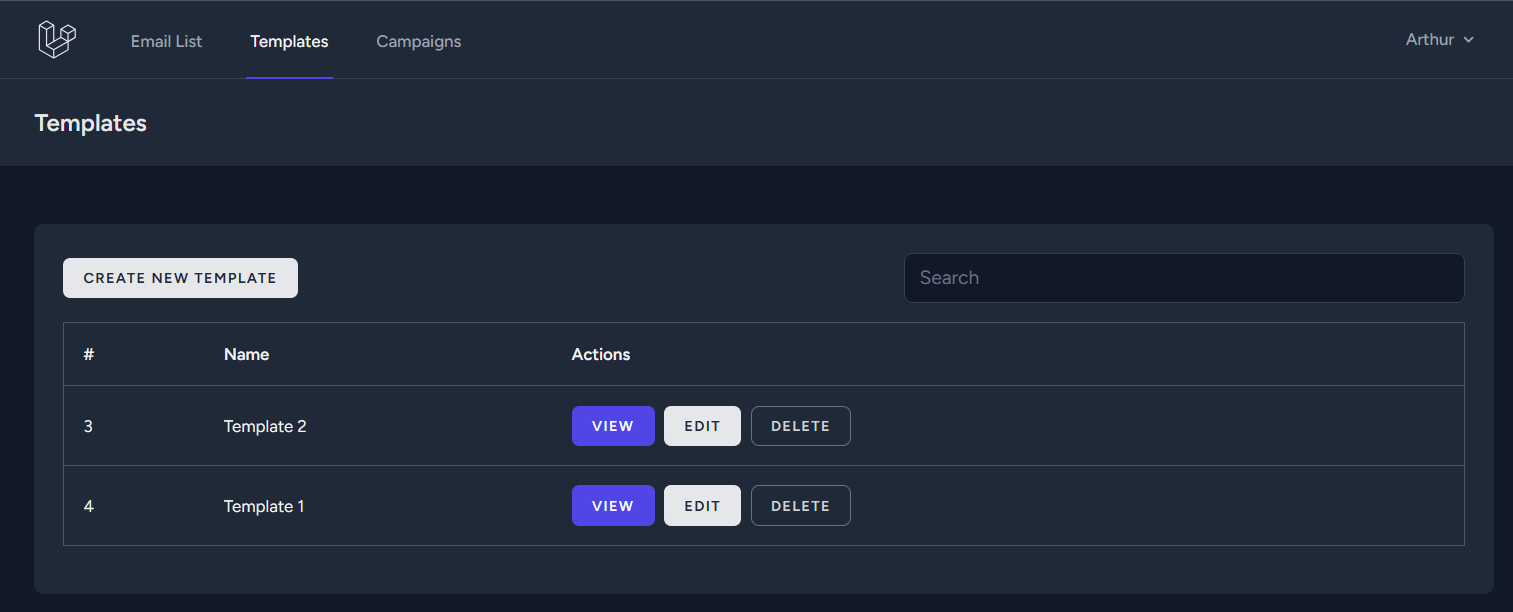 Email List Templates Campaigns Arthur
Templates
CREATE NEW TEMPLATE Search
# Name Actions
3 Template 2 VIEW EDIT DELETE
4 Template 1 VIEW EDIT DELETE